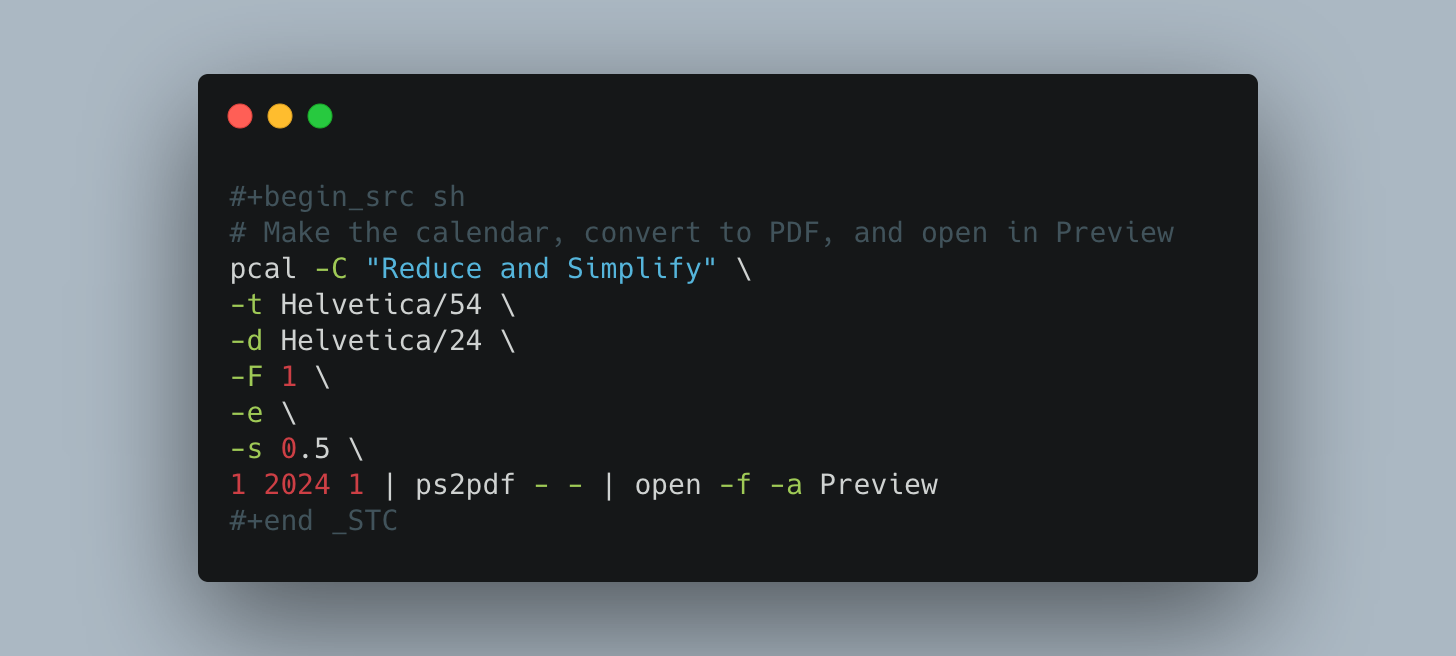 #+begin_src sh
# Make the calendar, convert to PDF, and open in Preview
pcal -C "Reduce and Simplify" \
-t Helvetica/54 \
-d Helvetica/24 \
-F 1 \
-e \
-s 0.5 \
1 2024 1 | ps2pdf - - | open -f -a Preview
#+end _STC